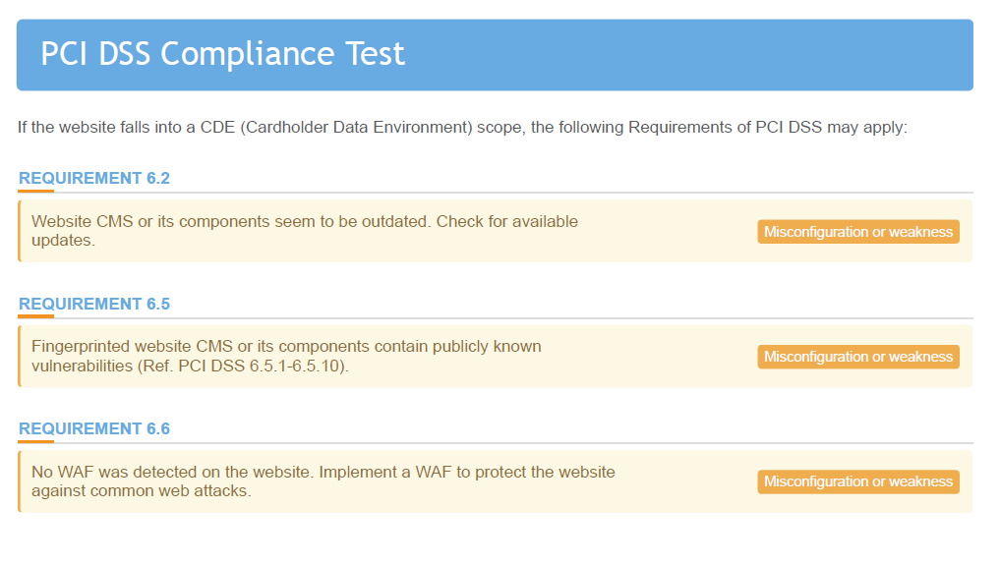 PCI DSS Compliance Test
If the website falls into a CDE (Cardholder Data Environment) scope, the following Requirements of PCI DSS may apply:
REQUIREMENT 6.2
Website CMS or its components seem to be outdated. Check for available
updates.
Misconfiguration or weakness
REQUIREMENT 6.5
Fingerprinted website CMS or its components contain publicly known
vulnerabilities (Ref. PCI DSS 6.5.1-6.5.10).
Misconfiguration or weakness
REQUIREMENT 6.6
No WAF was detected on the website. Implement a WAF to protect the website
against common web attacks.
Misconfiguration or weakness